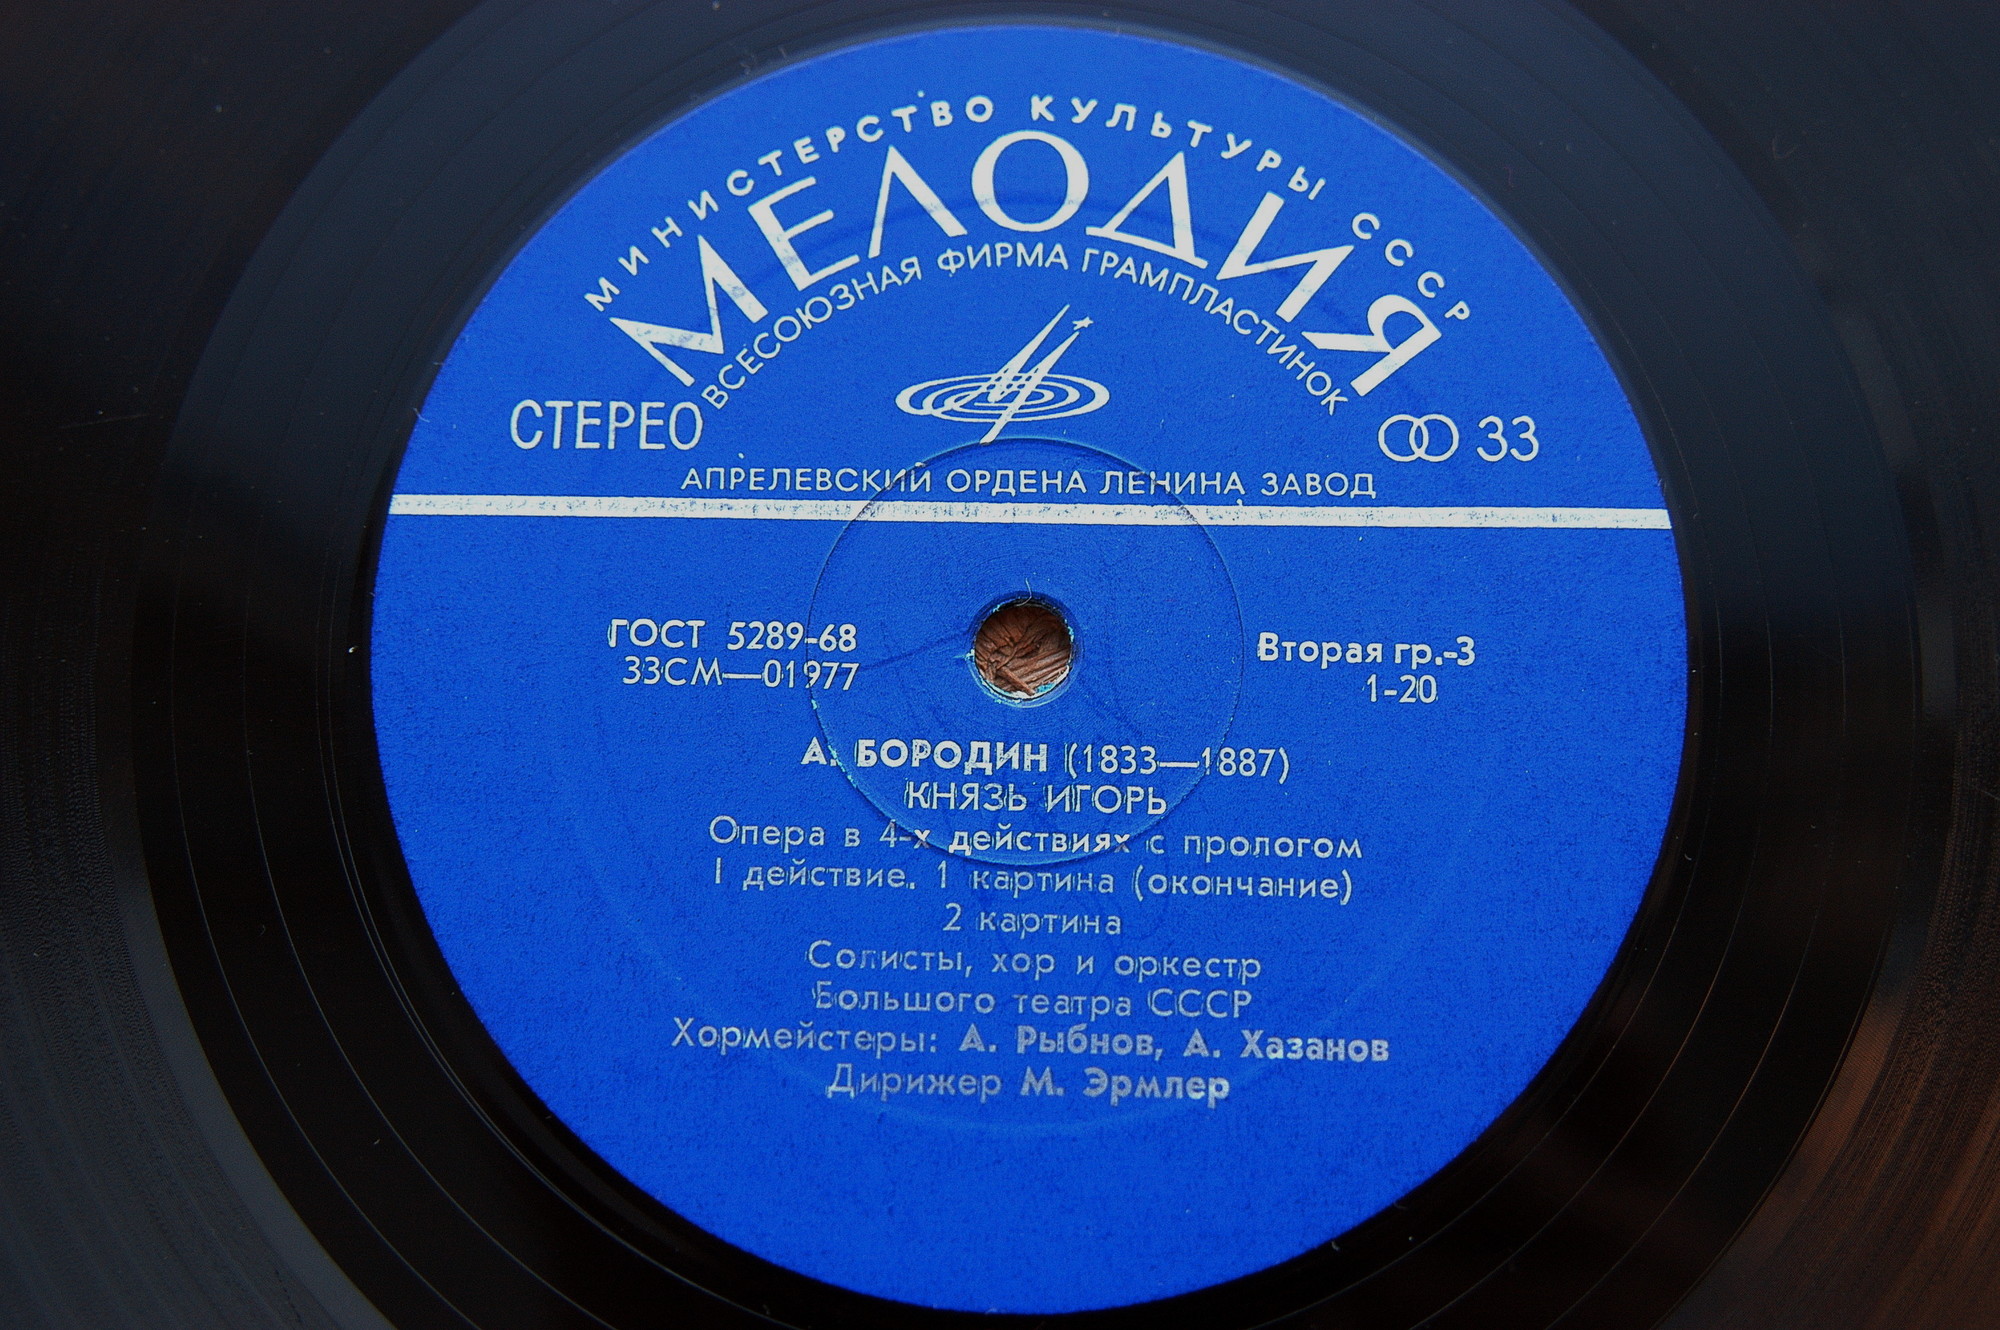 МИНИСТЕРСТВО КУЛЬТУРЫ СССР
МЕЛОДИЯ
ВСЕСОЮЗНАЯ ФИРМА ГРАМПЛАСТИНОК
СТЕРЕО
33
АПРЕЛЕВСКИЙ ОРДЕНА ЛЕНИНА ЗАВОД
ГОСТ 5289-68
33СМ—01977
Вторая гр.-3
1-20
А. БОРОДИН (1833—1887)
КНЯЗЬ ИГОРЬ
Опера в 4-х действиях с прологом
I действие. 1 картина (окончание)
2 картина
Солисты, хор и оркестр
Большого театра СССР
Хормейстеры: А. Рыбнов, А. Хазанов
Дирижер М. Эрмлер